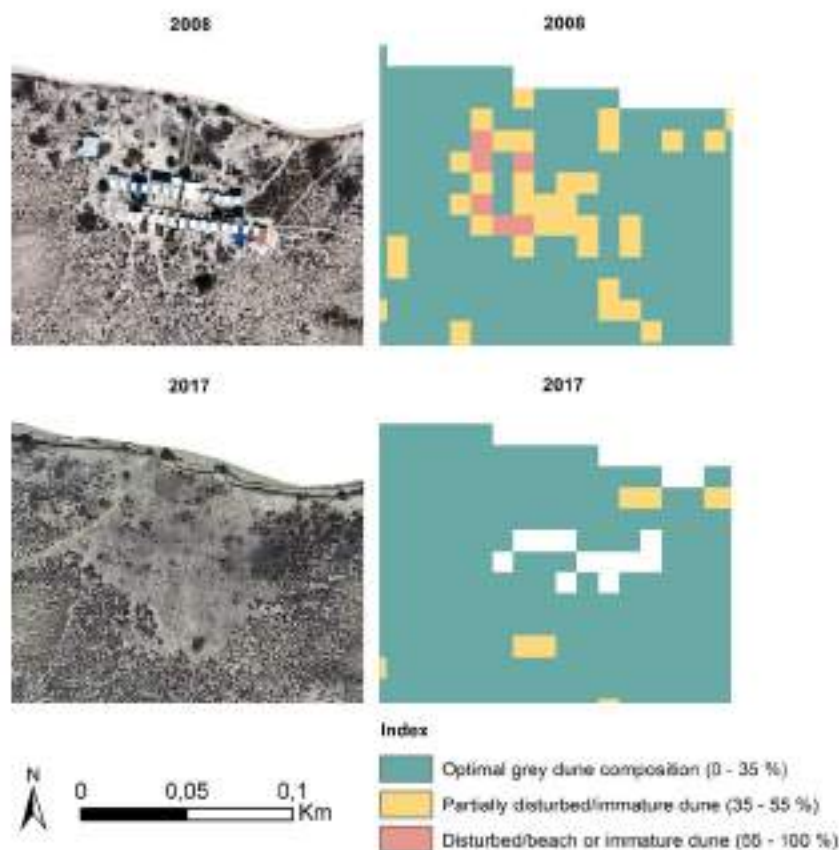 2008
2008
2017
2017
Index
N
0
0,05
0,1
Km
Optimal grey dune composition (0 - 35 %)
Partially disturbed/immature dune (35 - 55 %)
Disturbed/beach or immature dune (55 - 100 %)